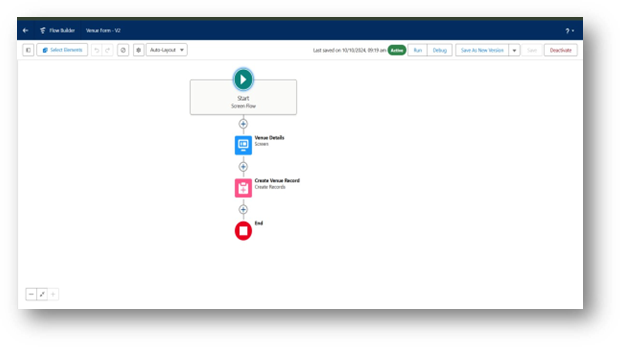 Flow Builder Venue Form - V2 ?
Select Elements Auto-Layout Last saved on 10/10/2024, 09:19 am Active Run Debug Save As New Version Save Deactivate
Start
Screen Flow
Venue Details
Screen
Create Venue Record
Create Records
End